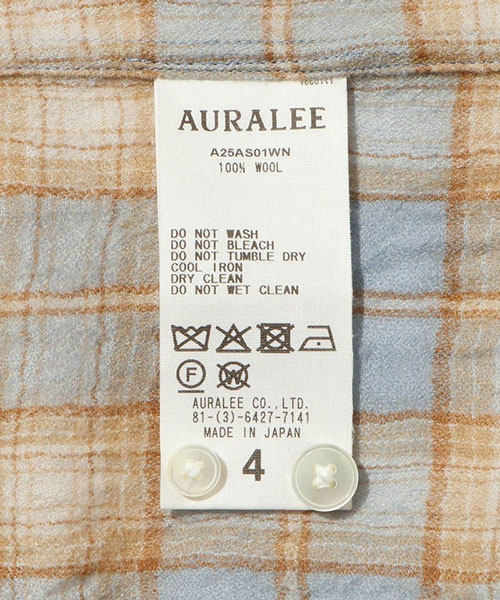 AURALEE
A25AS01WN
100% WOOL
DO NOT WASH
DO NOT BLEACH
DO NOT TUMBLE DRY
COOL IRON
DRY CLEAN
DO NOT WET CLEAN
F W
AURALEE CO.,LTD.
81-(3)-6427-7141
MADE IN JAPAN
4